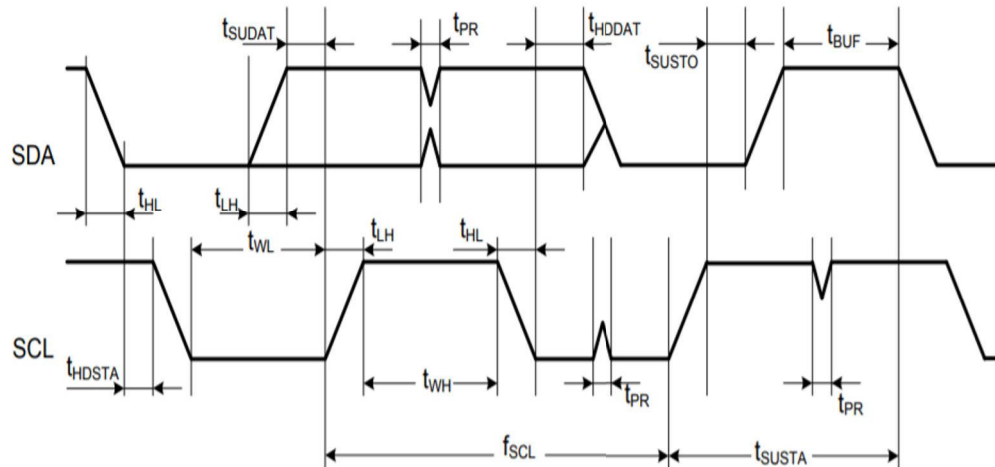 tSUDAT
tPR
tHDDAT
tSUSTO
tBUF
SDA
tHL
tLH
tWL
tLH
tHL
SCL
tHDSTA
tWH
tPR
tPR
fSCL
tSUSTA